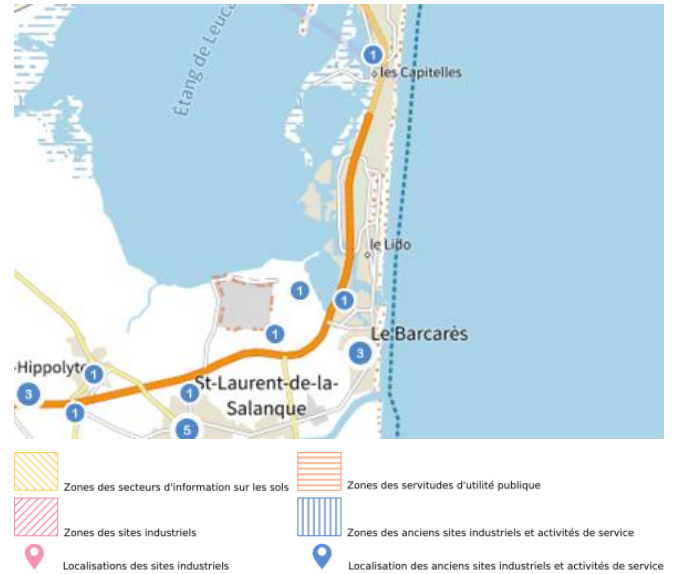 Étang de Leuca
1
les Capitelles
le Lido
1
1
1
Le Barcarès
3
-Hippolyte
1
3
1
1
St-Laurent-de-la-
Salanque
5
Zones des secteurs d'information sur les sols
Zones des servitudes d'utilité publique
Zones des sites industriels
Zones des anciens sites industriels et activités de service
Localisations des sites industriels
Localisation des anciens sites industriels et activités de service